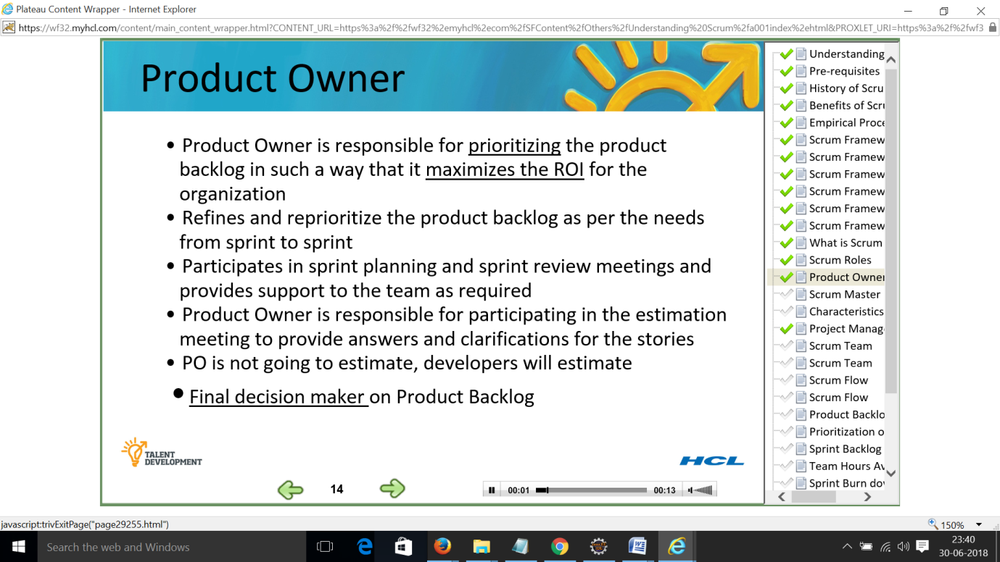 Plateau Content Wrapper - Internet Explorer
https://wf32.myhcl.com/content/main_content_wrapper.html?CONTENT_URL=https%3a%2f%2fwf32%2emyhcl%2ecom%2fSFContent%2fOthers%2fUnderstanding%20Scrum%2fa001index%2ehtml&PROXLET_URI=https%3a%2f%2fwf3
Product Owner
• Product Owner is responsible for prioritizing the product
backlog in such a way that it maximizes the ROI for the
organization
• Refines and reprioritize the product backlog as per the needs
from sprint to sprint
• Participates in sprint planning and sprint review meetings and
provides support to the team as required
• Product Owner is responsible for participating in the estimation
meeting to provide answers and clarifications for the stories
• PO is not going to estimate, developers will estimate
• Final decision maker on Product Backlog
TALENT
DEVELOPMENT
HCL
14
00:01
00:13
Understanding
Pre-requisites
History of Scru
Benefits of Scru
Empirical Proce
Scrum Framew
Scrum Framew
Scrum Framew
Scrum Framew
Scrum Framew
Scrum Framew
What is Scrum
Scrum Roles
Product Owner
Scrum Master
Characteristics
Project Manag
Scrum Team
Scrum Team
Scrum Flow
Scrum Flow
Product Backlo
Prioritization o
Sprint Backlog
Team Hours Av
Sprint Burn dov
javascript:trivExitPage("page29255.html")
150%
Search the web and Windows
23:40
30-06-2018